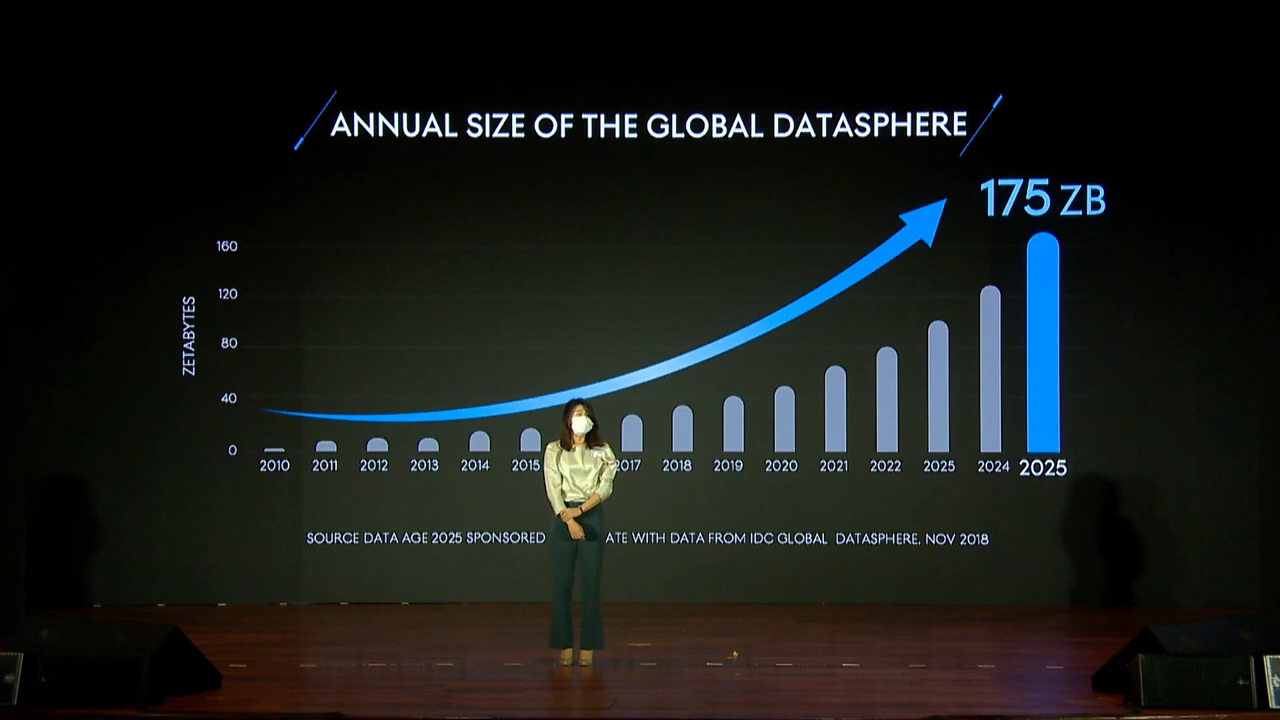 ANNUAL SIZE OF THE GLOBAL DATASPHERE
175 ZB
160
120
80
40
0
ZETABYTES
2010 2011 2012 2013 2014 2015 2017 2018 2019 2020 2021 2022 2025 2024 2025
SOURCE DATA AGE 2025 SPONSORED WITH DATA FROM IDC GLOBAL DATASPHERE, NOV 2018